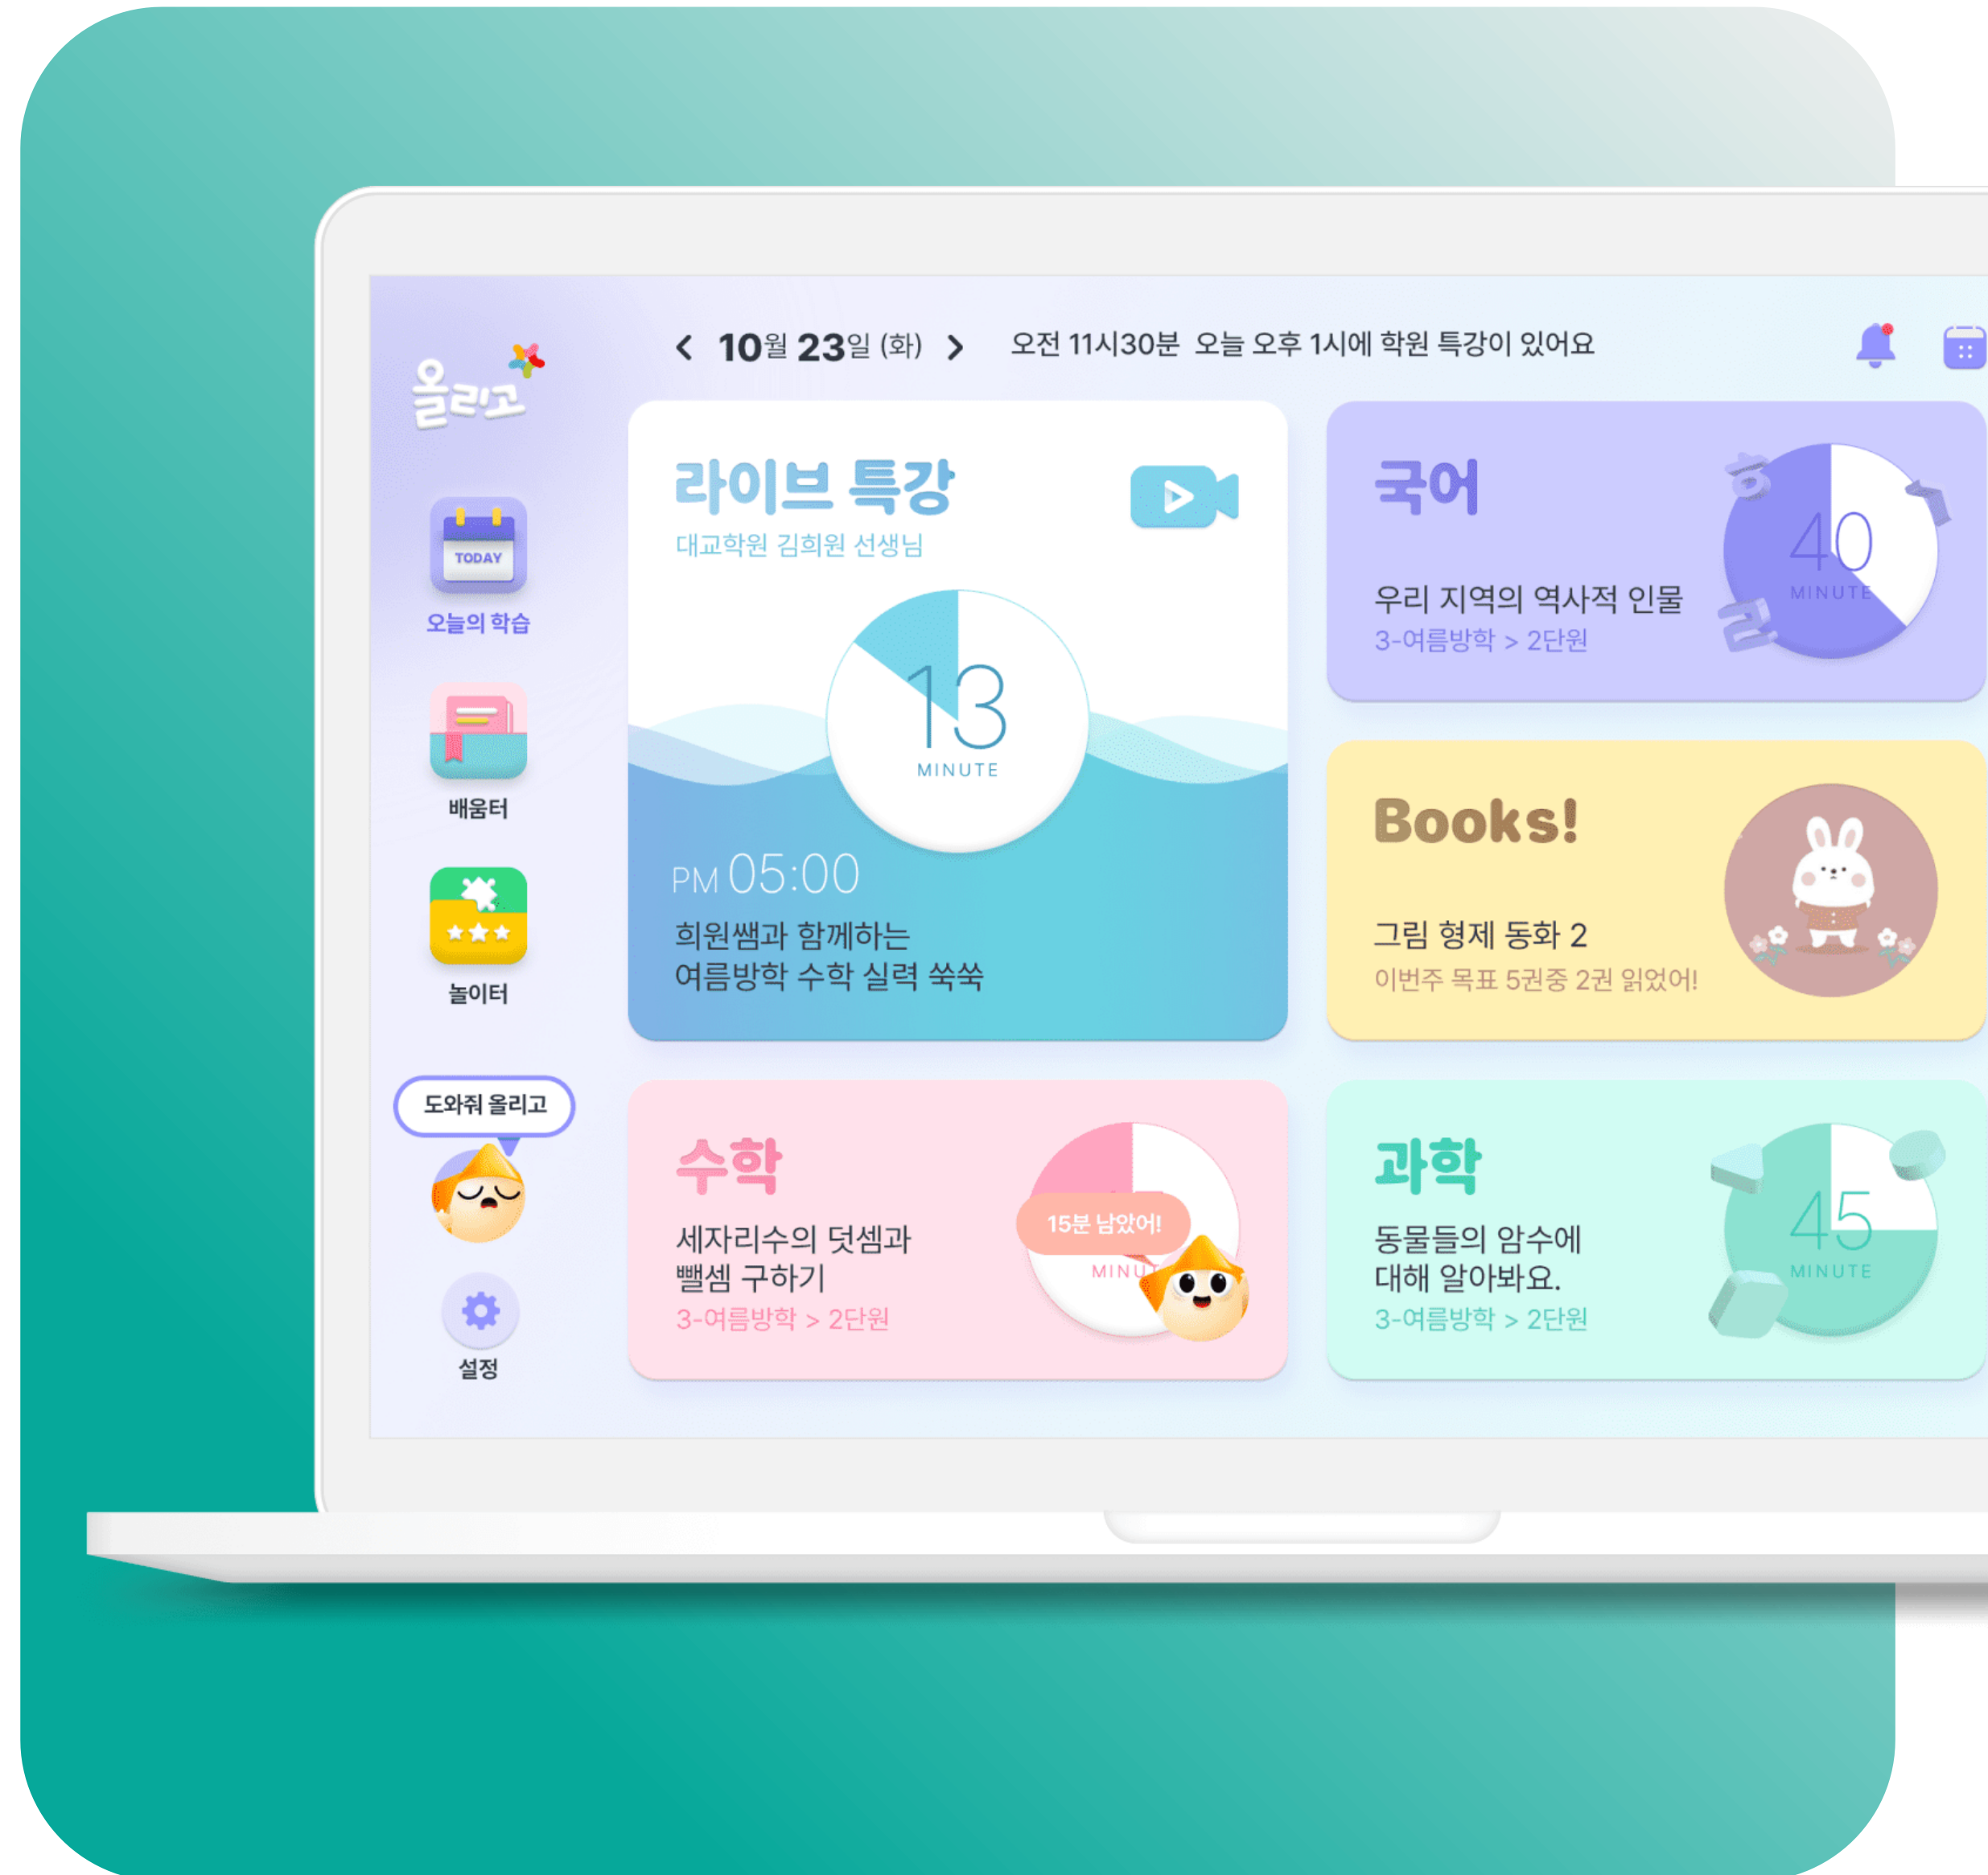 올리고
10월 23일 (화)
오전 11시30분 오늘 오후 1시에 학원 특강이 있어요
TODAY
오늘의 학습
배움터
놀이터
도와줘 올리고
설정
라이브 특강
대교학원 김희원 선생님
13
MINUTE
PM 05:00
희원쌤과 함께하는
여름방학 수학 실력 쑥쑥
국어
우리 지역의 역사적 인물
3-여름방학 > 2단원
ㅎ
ㄱ
ㄹ
40
MINUTE
Books!
그림 형제 동화 2
이번주 목표 5권중 2권 읽었어!
수학
세자리수의 덧셈과
뺄셈 구하기
3-여름방학 > 2단원
15분 남았어!
과학
동물들의 암수에
대해 알아봐요.
3-여름방학 > 2단원
45
MINUTE